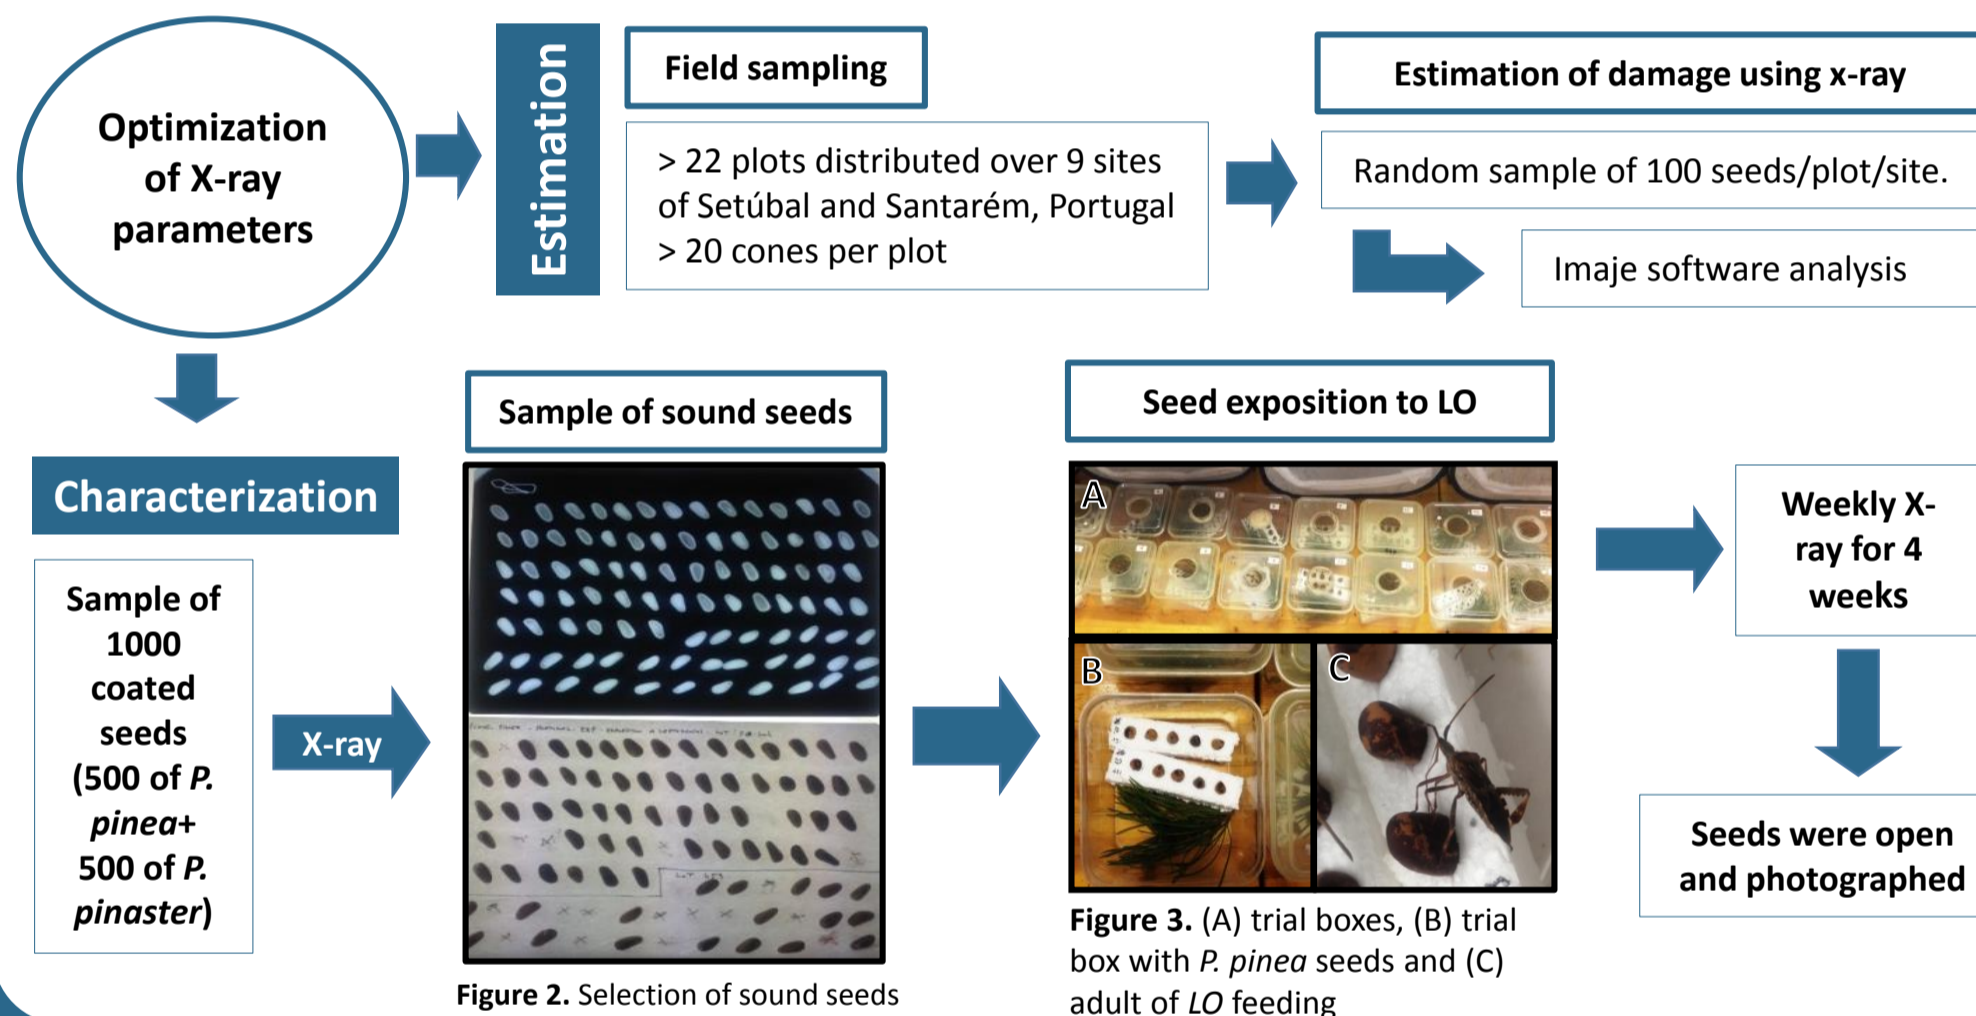 Optimization
of X-ray
parameters
Estimation
Field sampling
> 22 plots distributed over 9 sites
of Setúbal and Santarém, Portugal
> 20 cones per plot
Estimation of damage using x-ray
Random sample of 100 seeds/plot/site.
Imaje software analysis
Characterization
Sample of
1000
coated
seeds
(500 of P.
pinea+
500 of P.
pinaster)
X-ray
Sample of sound seeds
Figure 2. Selection of sound seeds
Seed exposition to LO
A
B
C
Figure 3. (A) trial boxes, (B) trial
box with P. pinea seeds and (C)
adult of LO feeding
Weekly X-
ray for 4
weeks
Seeds were open
and photographed